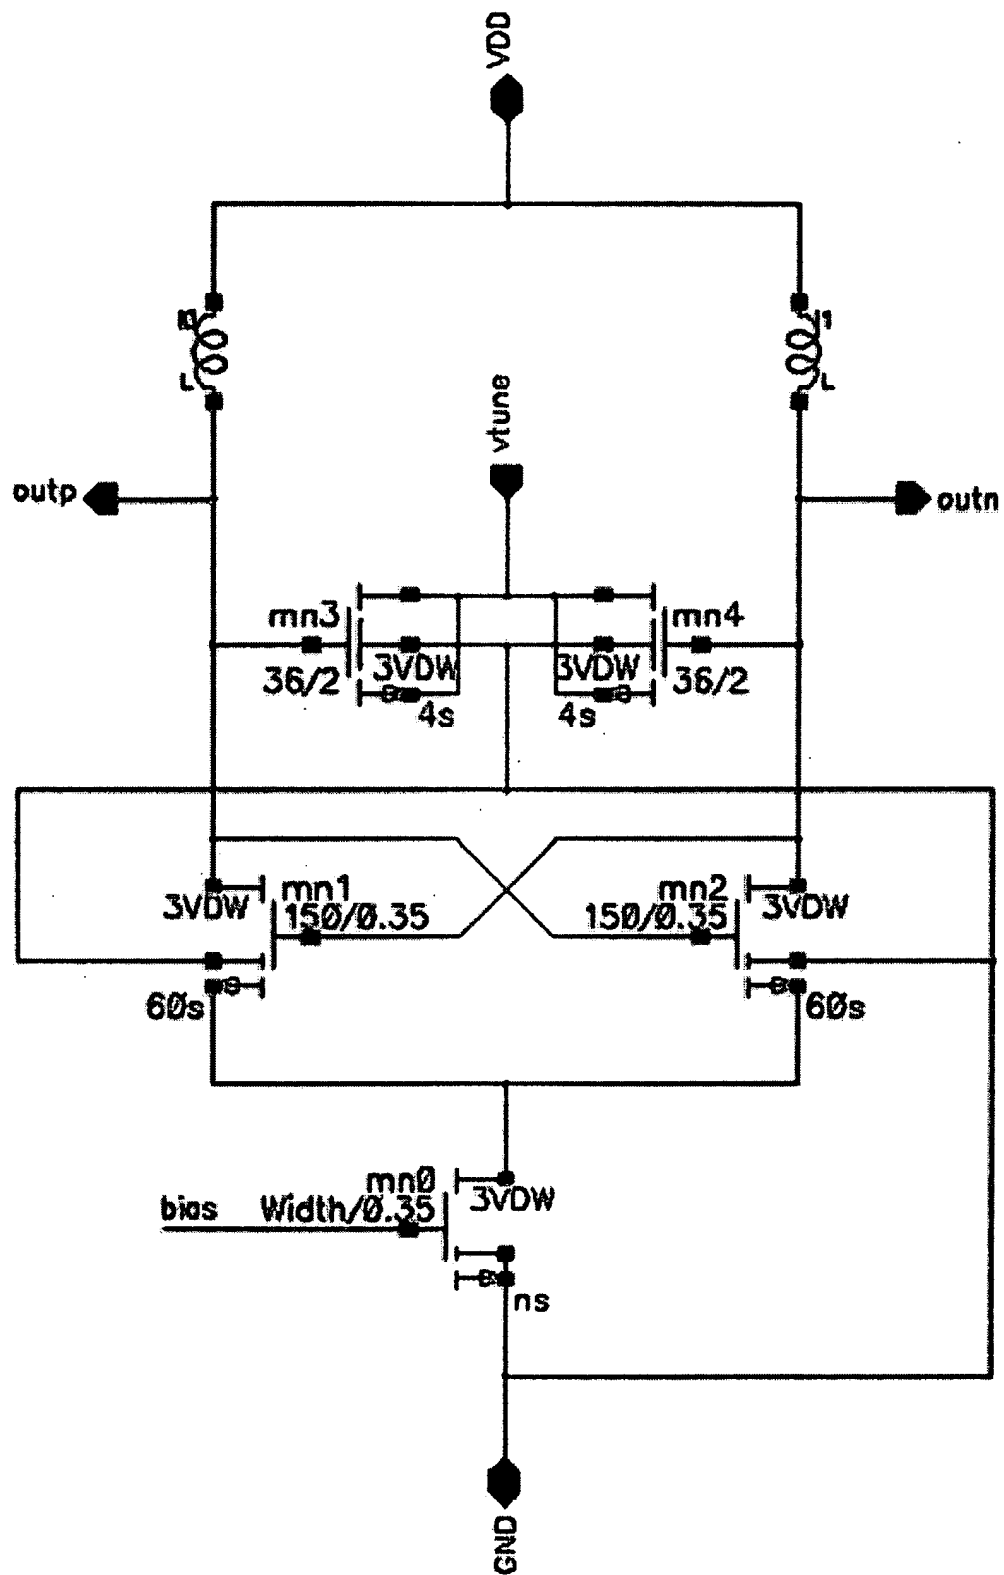 VDD
L
I1
L
vtune
outp
outn
mn3
mn4
3VDW
3VDW
36/2
36/2
4s
4s
mn1
mn2
3VDW
150/0.35
150/0.35
3VDW
60s
60s
mn0
3VDW
bias
Width/0.35
ns
GND